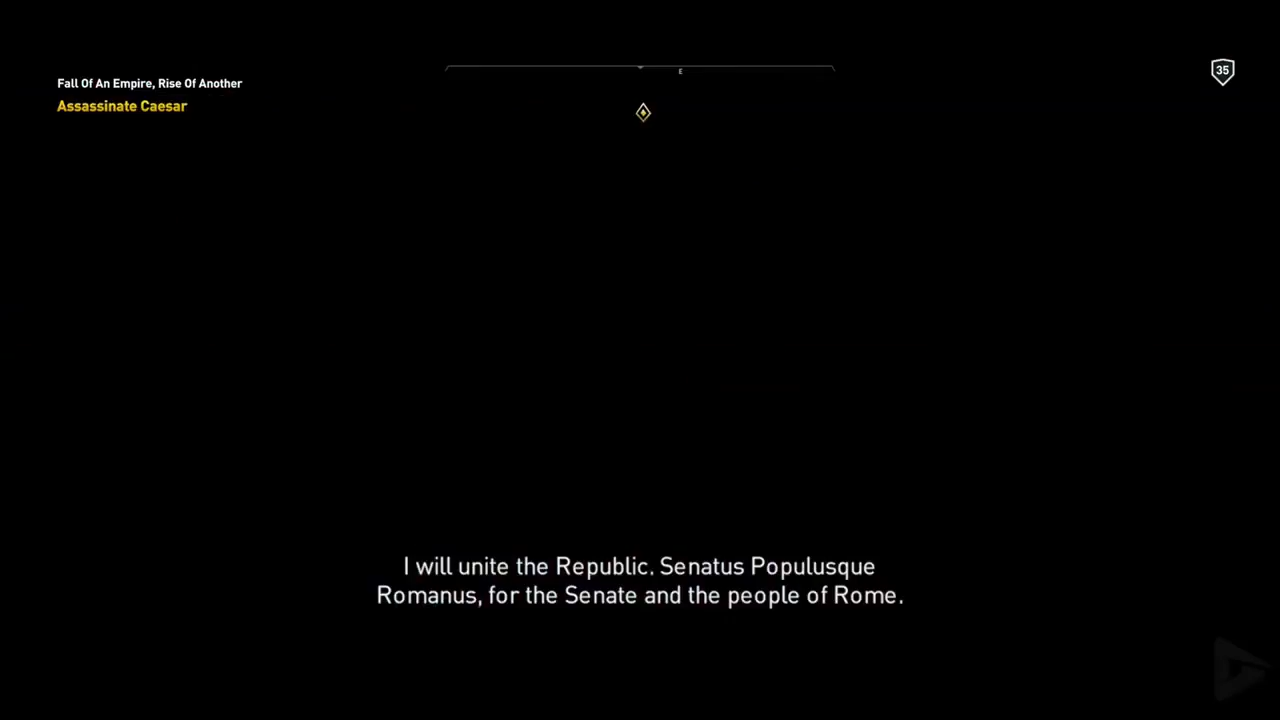 Fall Of An Empire, Rise Of Another
Assassinate Caesar
E
35
I will unite the Republic. Senatus Populusque
Romanus, for the Senate and the people of Rome.